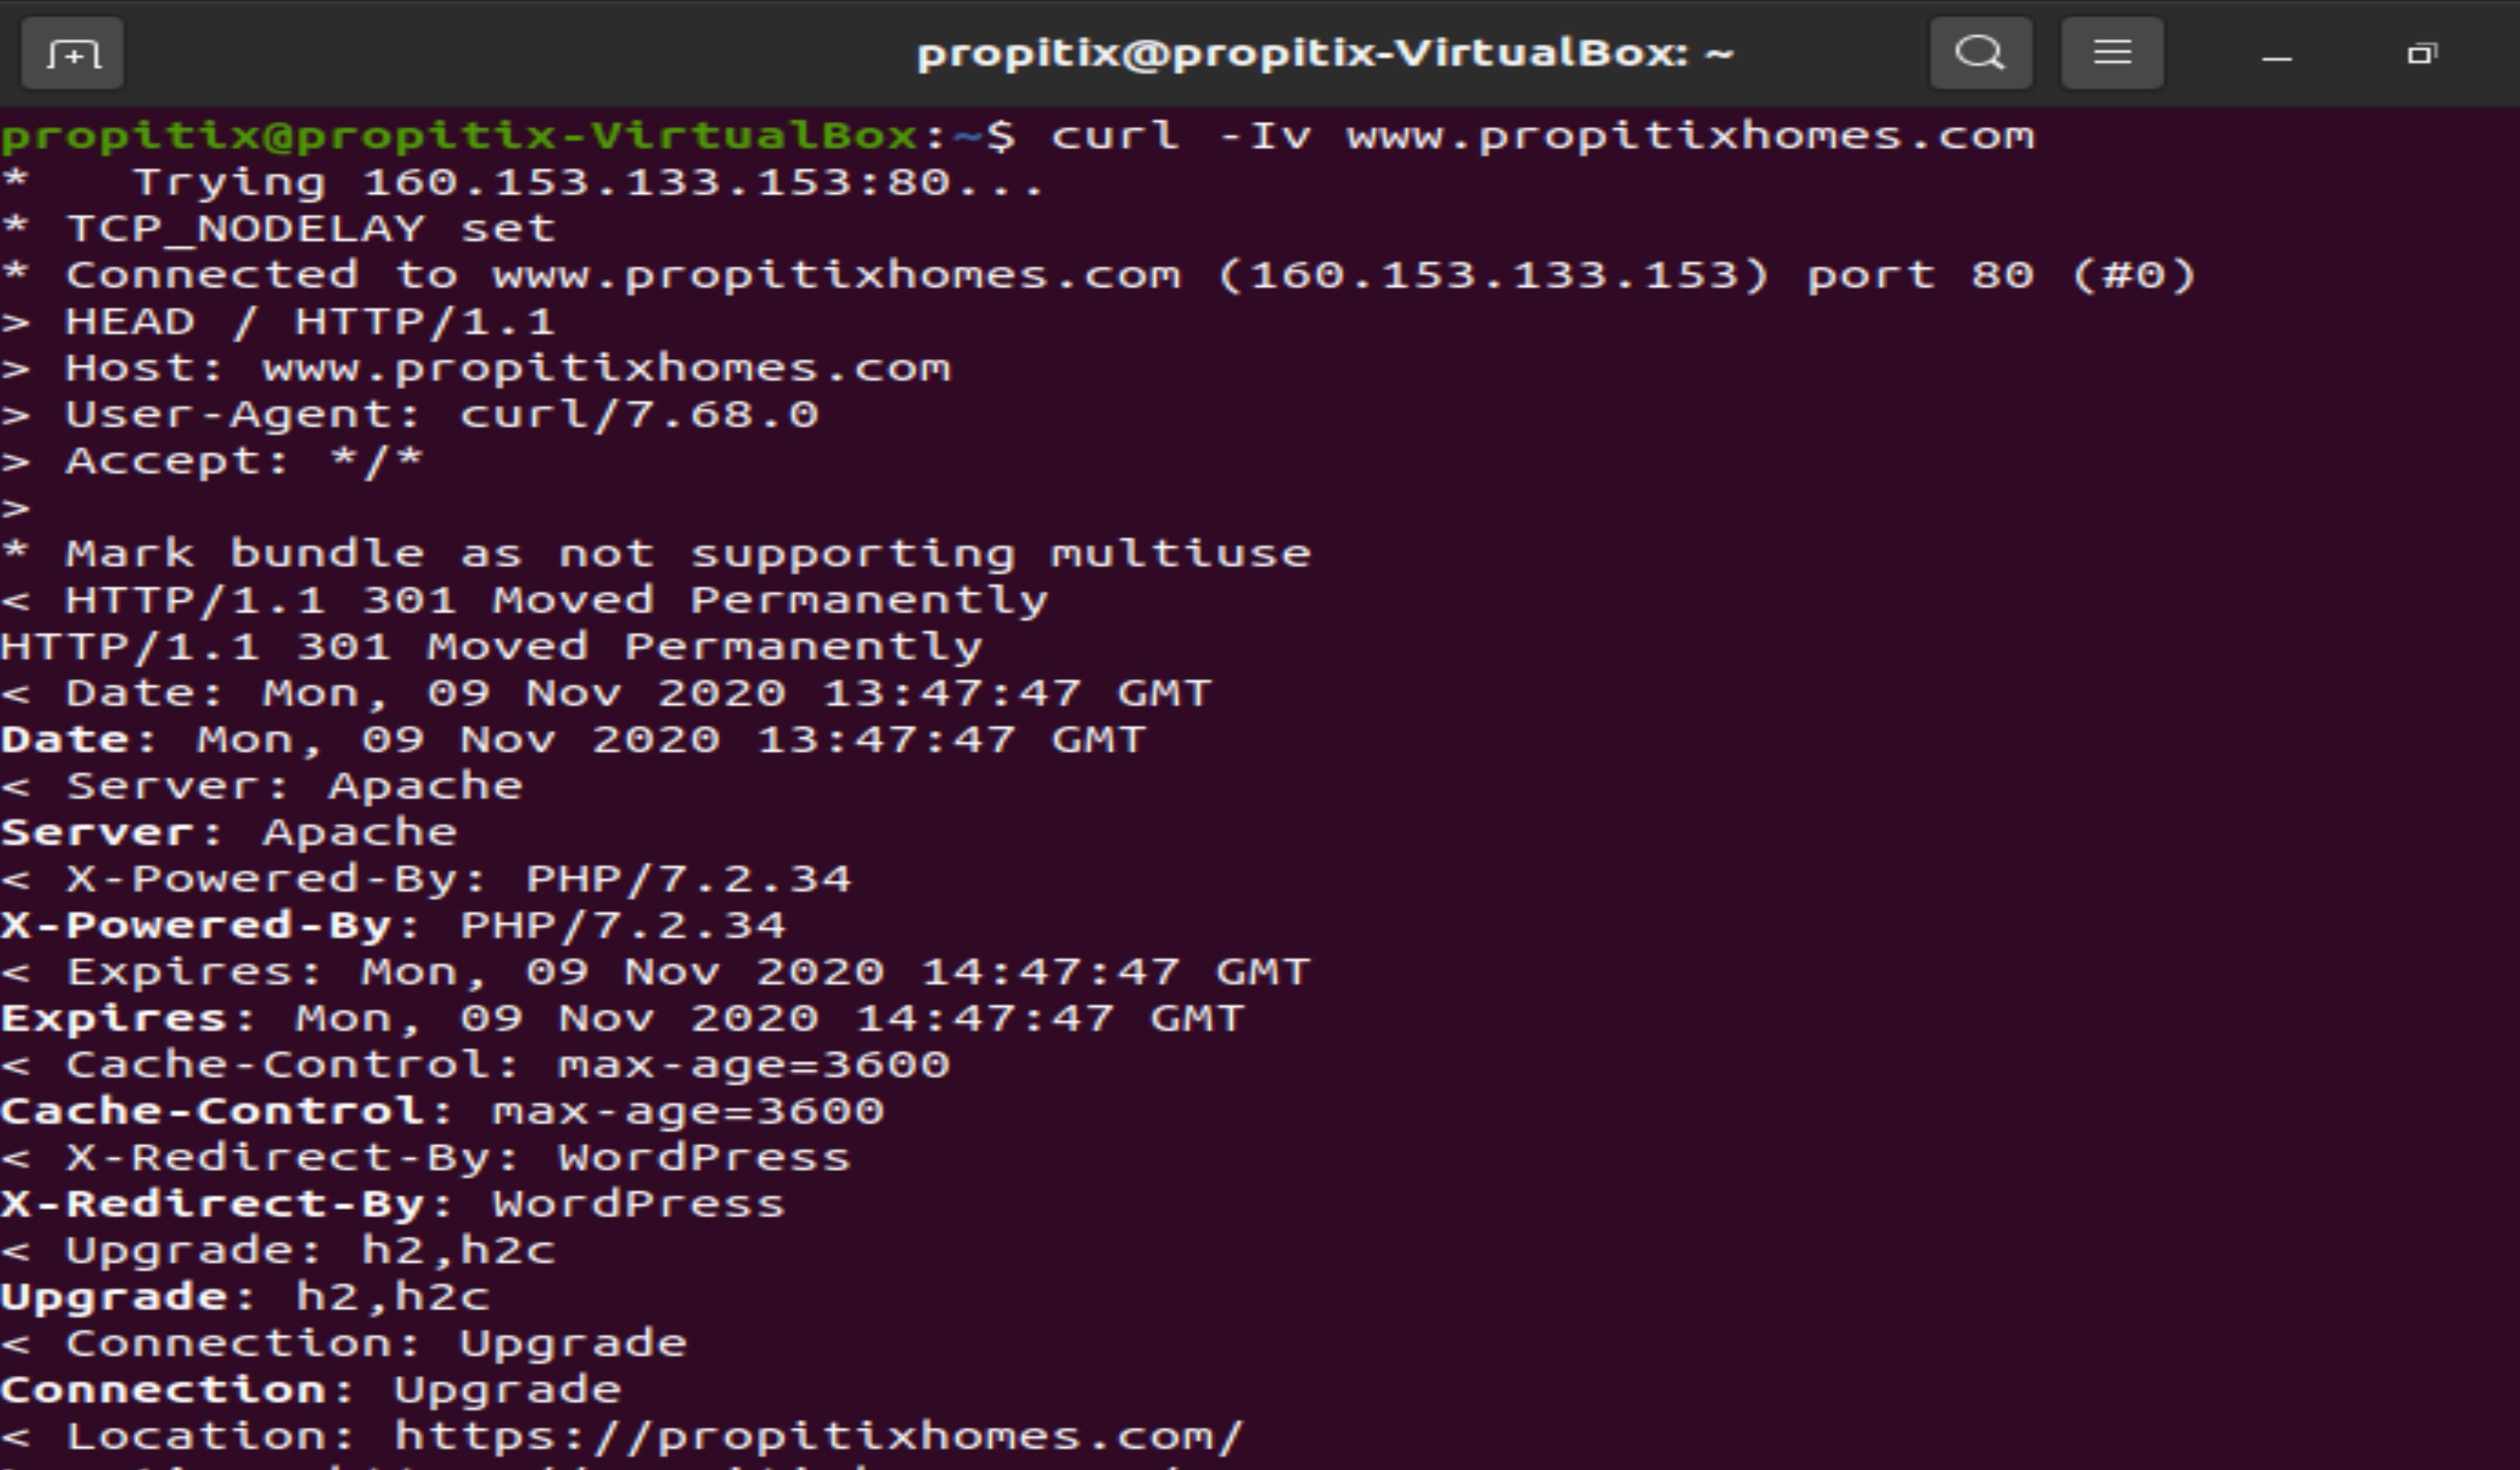 propitix@propitix-VirtualBox: ~
propitix@propitix-VirtualBox:~$ curl -Iv www.propitixhomes.com
*   Trying 160.153.133.153:80...
* TCP_NODELAY set
* Connected to www.propitixhomes.com (160.153.133.153) port 80 (#0)
> HEAD / HTTP/1.1
> Host: www.propitixhomes.com
> User-Agent: curl/7.68.0
> Accept: */*
>
* Mark bundle as not supporting multiuse
< HTTP/1.1 301 Moved Permanently
HTTP/1.1 301 Moved Permanently
< Date: Mon, 09 Nov 2020 13:47:47 GMT
Date: Mon, 09 Nov 2020 13:47:47 GMT
< Server: Apache
Server: Apache
< X-Powered-By: PHP/7.2.34
X-Powered-By: PHP/7.2.34
< Expires: Mon, 09 Nov 2020 14:47:47 GMT
Expires: Mon, 09 Nov 2020 14:47:47 GMT
< Cache-Control: max-age=3600
Cache-Control: max-age=3600
< X-Redirect-By: WordPress
X-Redirect-By: WordPress
< Upgrade: h2,h2c
Upgrade: h2,h2c
< Connection: Upgrade
Connection: Upgrade
< Location: https://propitixhomes.com/